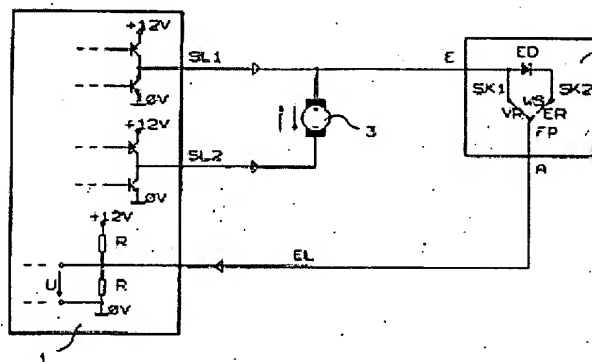 +12V
SL1
E
ED
SK1
WS
SK2
VR
ER
FP
0V
+12V
i
3
SL2
A
0V
+12V
R
EL
U
R
0V
1